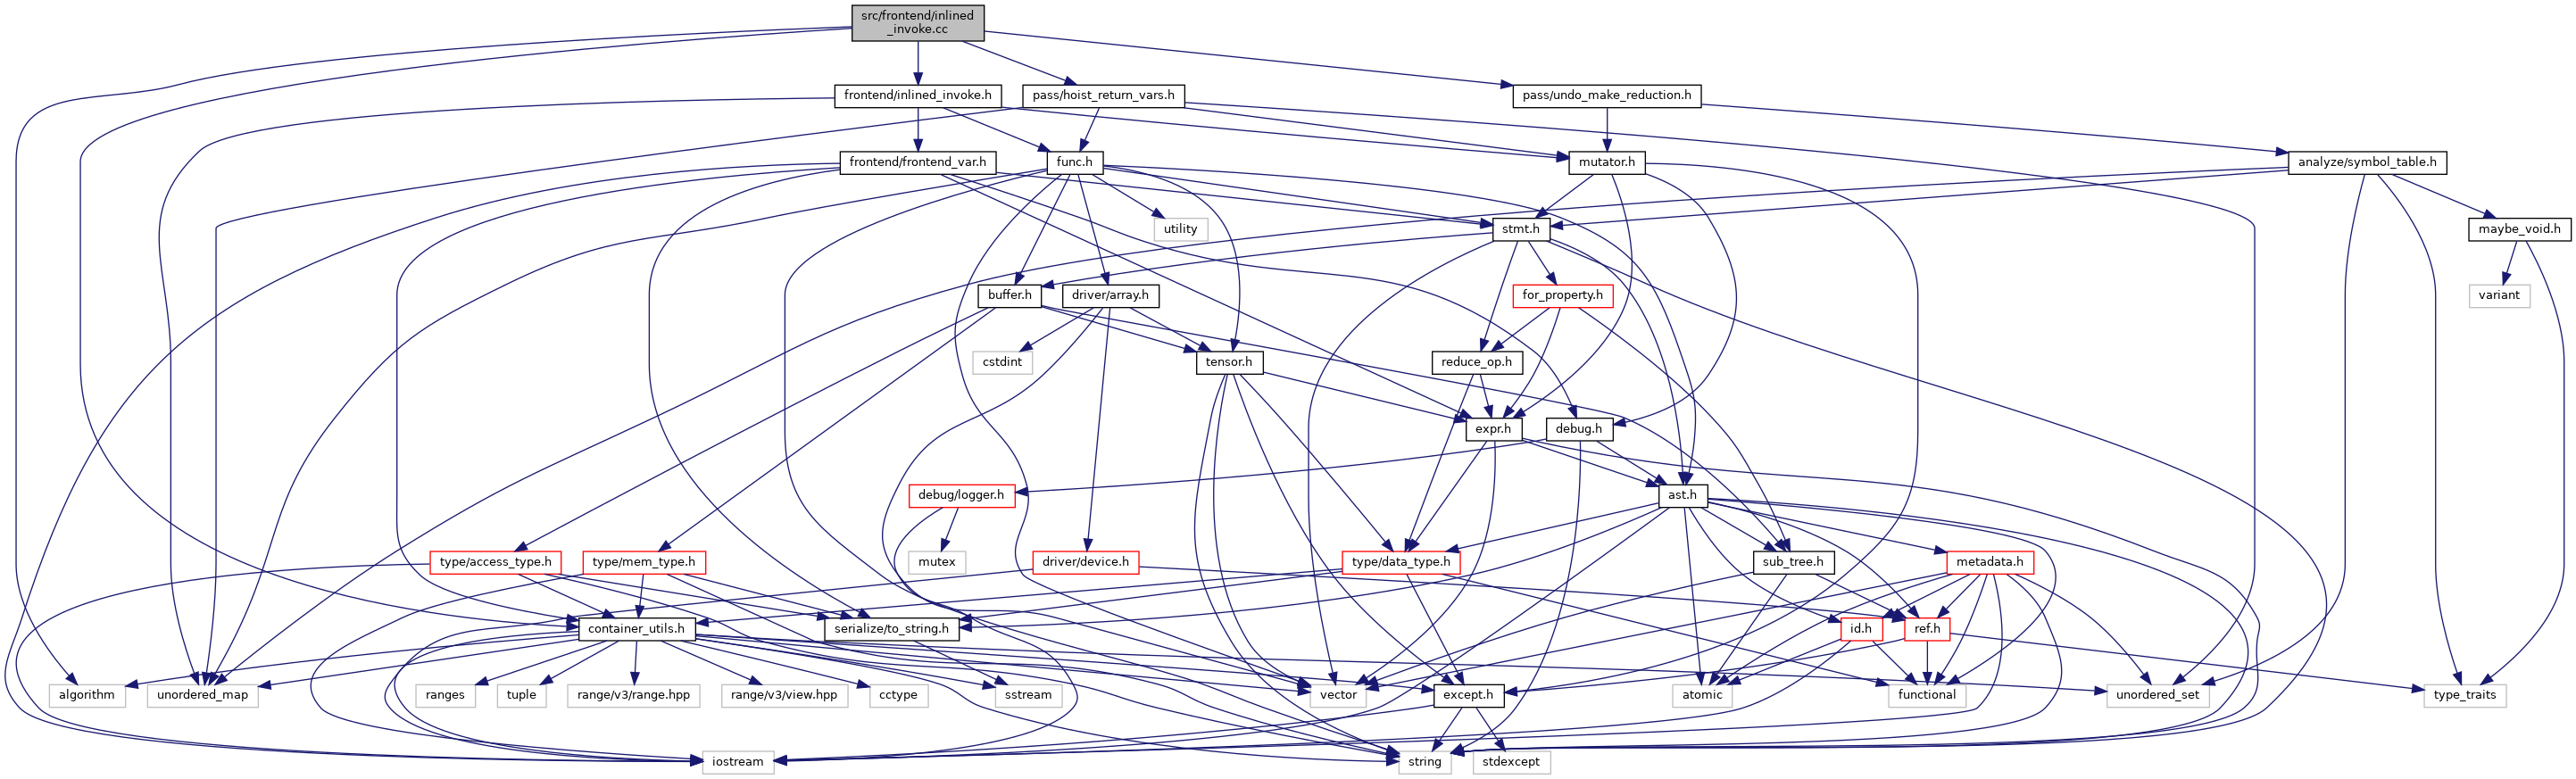 src/frontend/inlined
_invoke.cc
frontend/inlined_invoke.h
pass/hoist_return_vars.h
pass/undo_make_reduction.h
frontend/frontend_var.h
func.h
mutator.h
analyze/symbol_table.h
utility
stmt.h
maybe_void.h
buffer.h
driver/array.h
for_property.h
variant
cstdint
tensor.h
reduce_op.h
expr.h
debug.h
debug/logger.h
ast.h
type/access_type.h
type/mem_type.h
mutex
driver/device.h
type/data_type.h
sub_tree.h
metadata.h
container_utils.h
serialize/to_string.h
id.h
ref.h
algorithm
unordered_map
ranges
tuple
range/v3/range.hpp
range/v3/view.hpp
cctype
sstream
vector
except.h
atomic
functional
unordered_set
type_traits
iostream
string
stdexcept